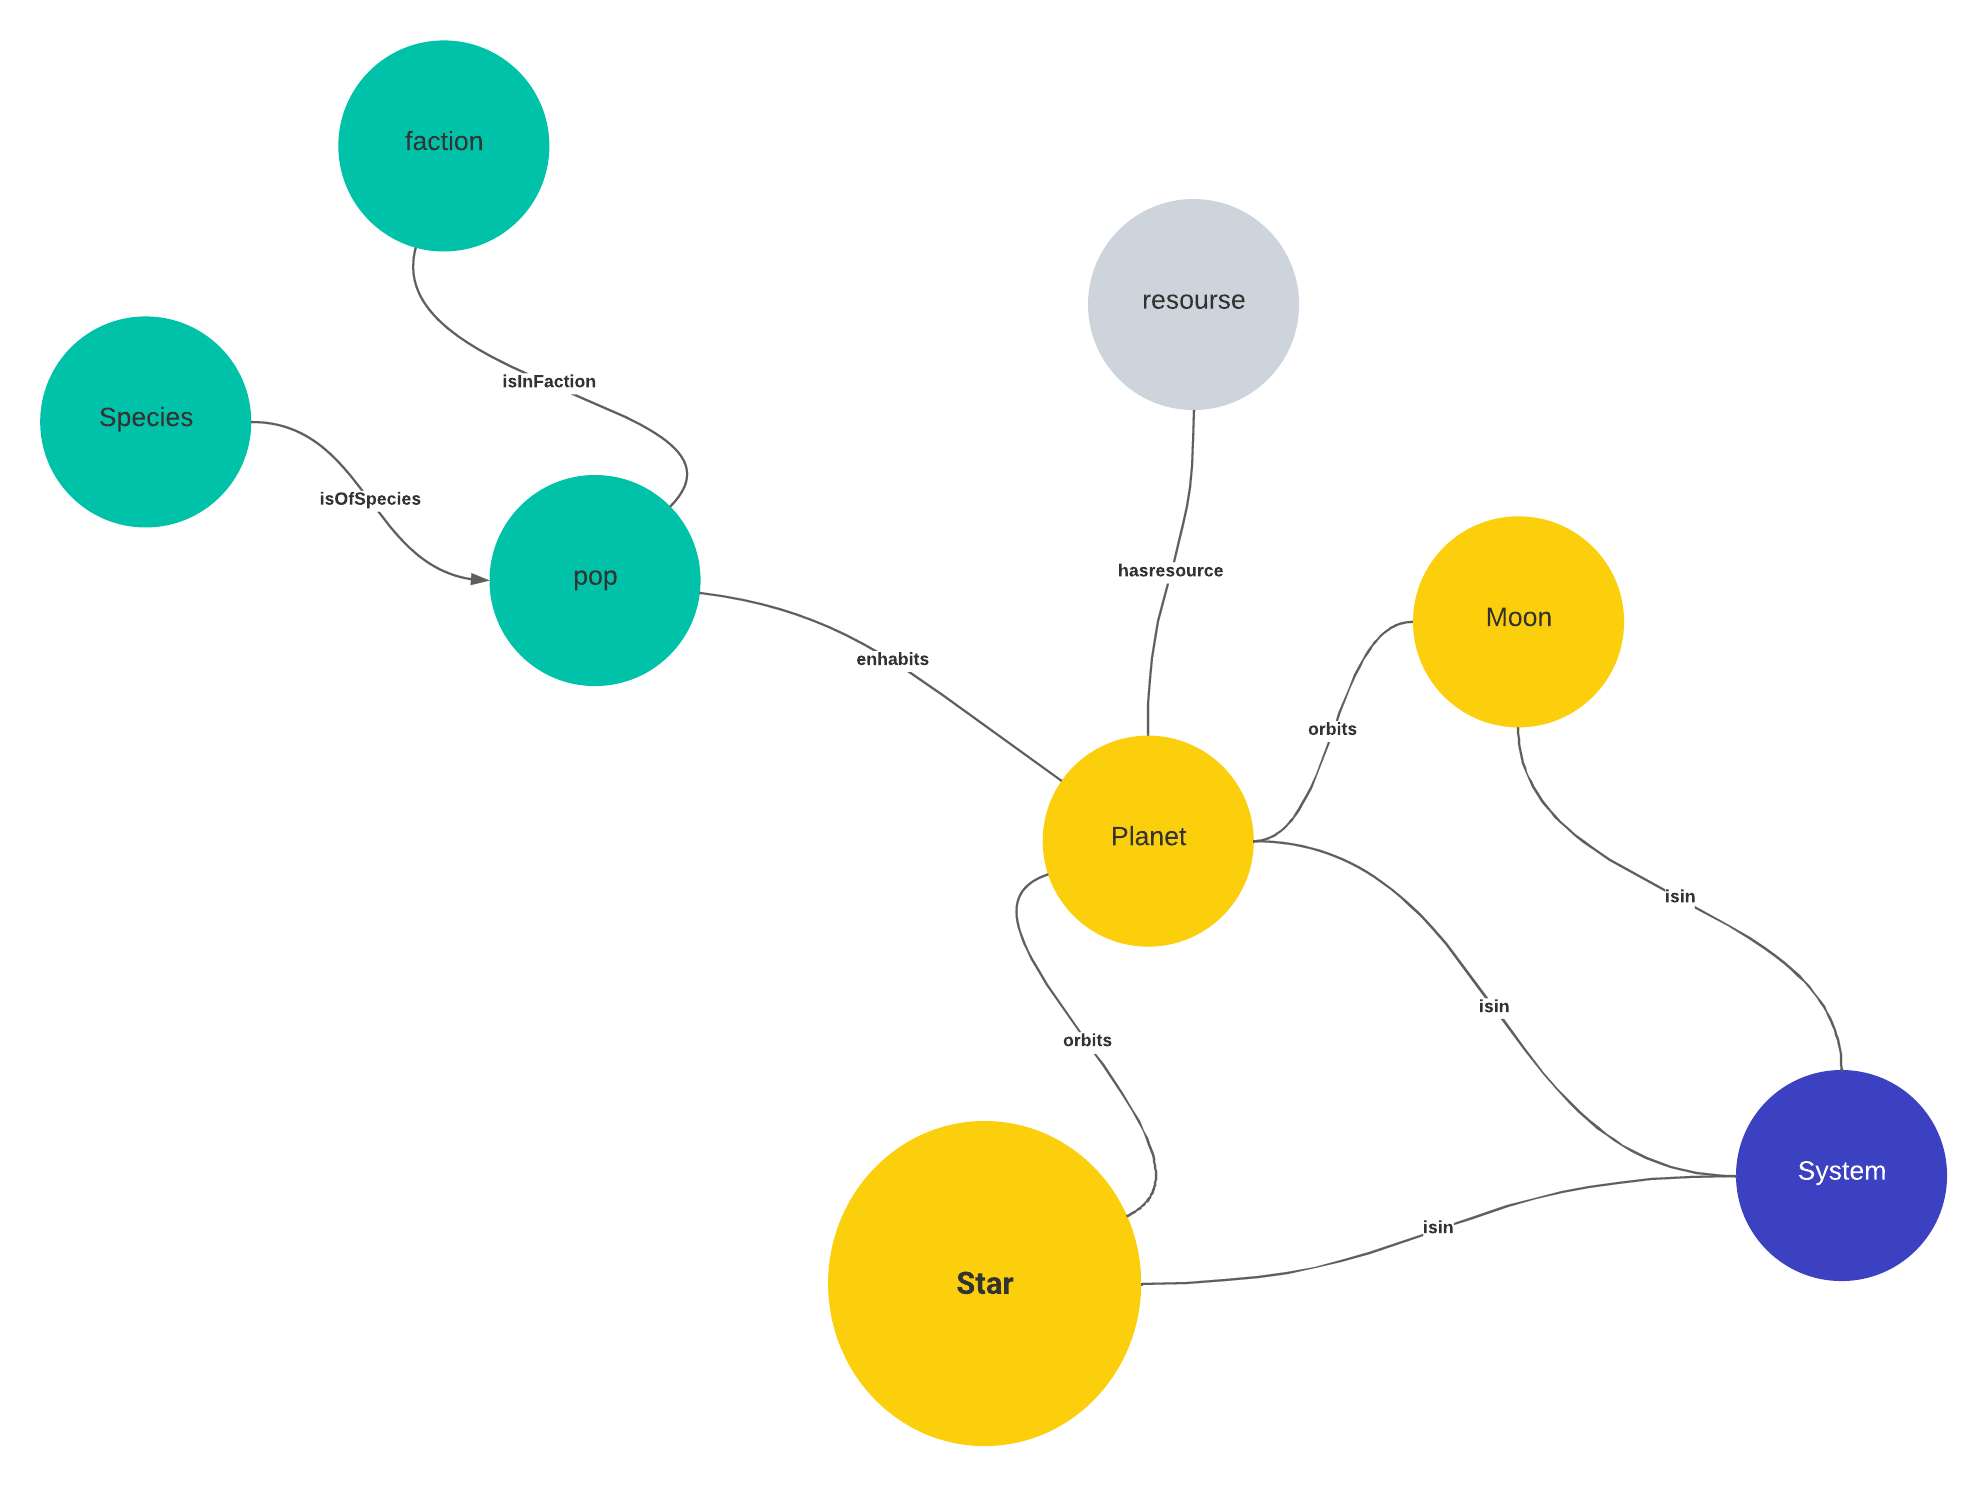 faction
resourse
isInFaction
Species
isOfSpecies
pop
hasresource
Moon
enhabits
orbits
Planet
isin
isin
orbits
System
isin
Star